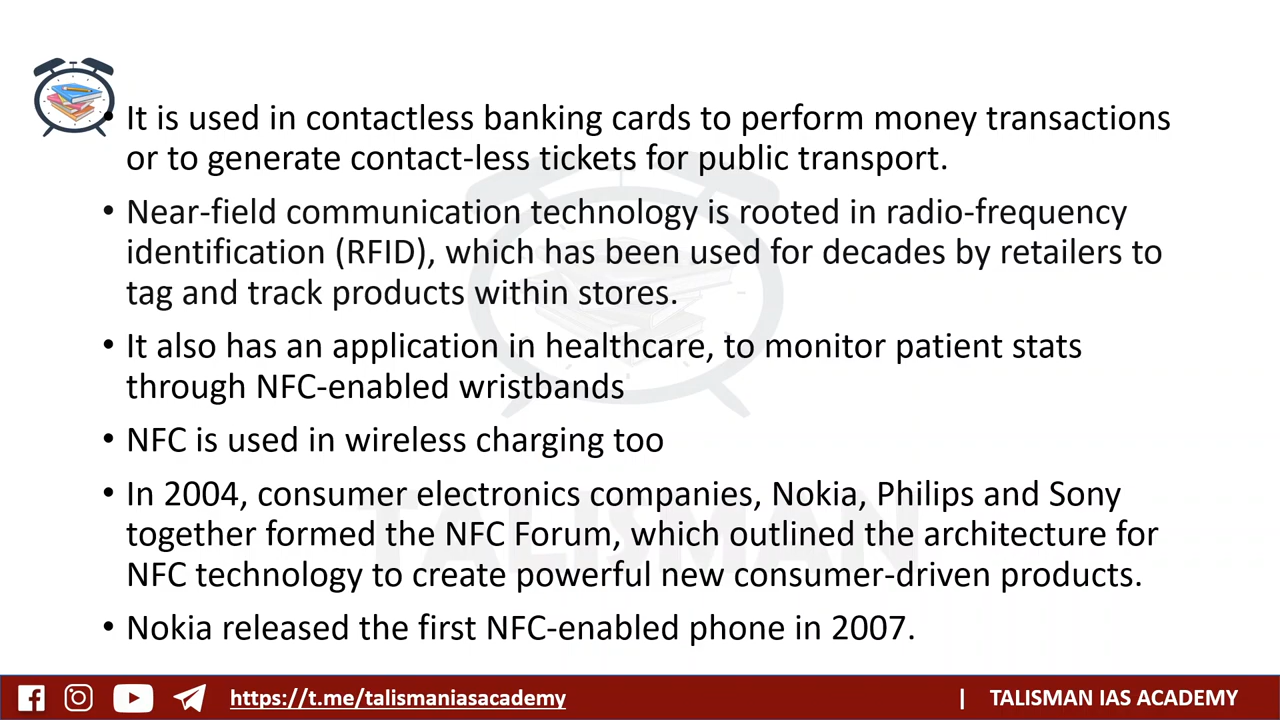 • It is used in contactless banking cards to perform money transactions
or to generate contact-less tickets for public transport.
• Near-field communication technology is rooted in radio-frequency
identification (RFID), which has been used for decades by retailers to
tag and track products within stores.
• It also has an application in healthcare, to monitor patient stats
through NFC-enabled wristbands
• NFC is used in wireless charging too
• In 2004, consumer electronics companies, Nokia, Philips and Sony
together formed the NFC Forum, which outlined the architecture for
NFC technology to create powerful new consumer-driven products.
• Nokia released the first NFC-enabled phone in 2007.
TALISMAN
https://t.me/talismaniasacademy | TALISMAN IAS ACADEMY